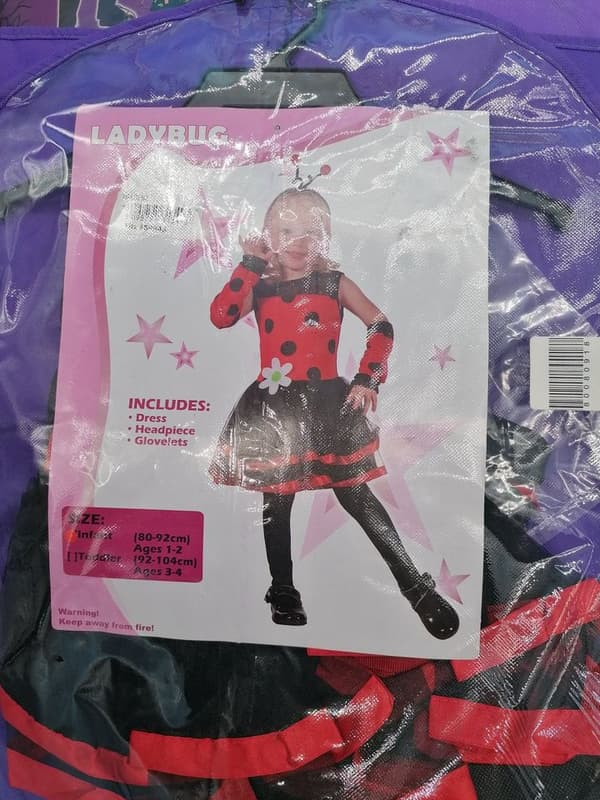 LADYBUG
INCLUDES:
• Dress
• Headpiece
• Glovelets
SIZE:
Infant (80-92cm)
Ages 1-2
[ ]Toddler (92-104cm)
Ages 3-4
Warning!
Keep away from fire!
80080918